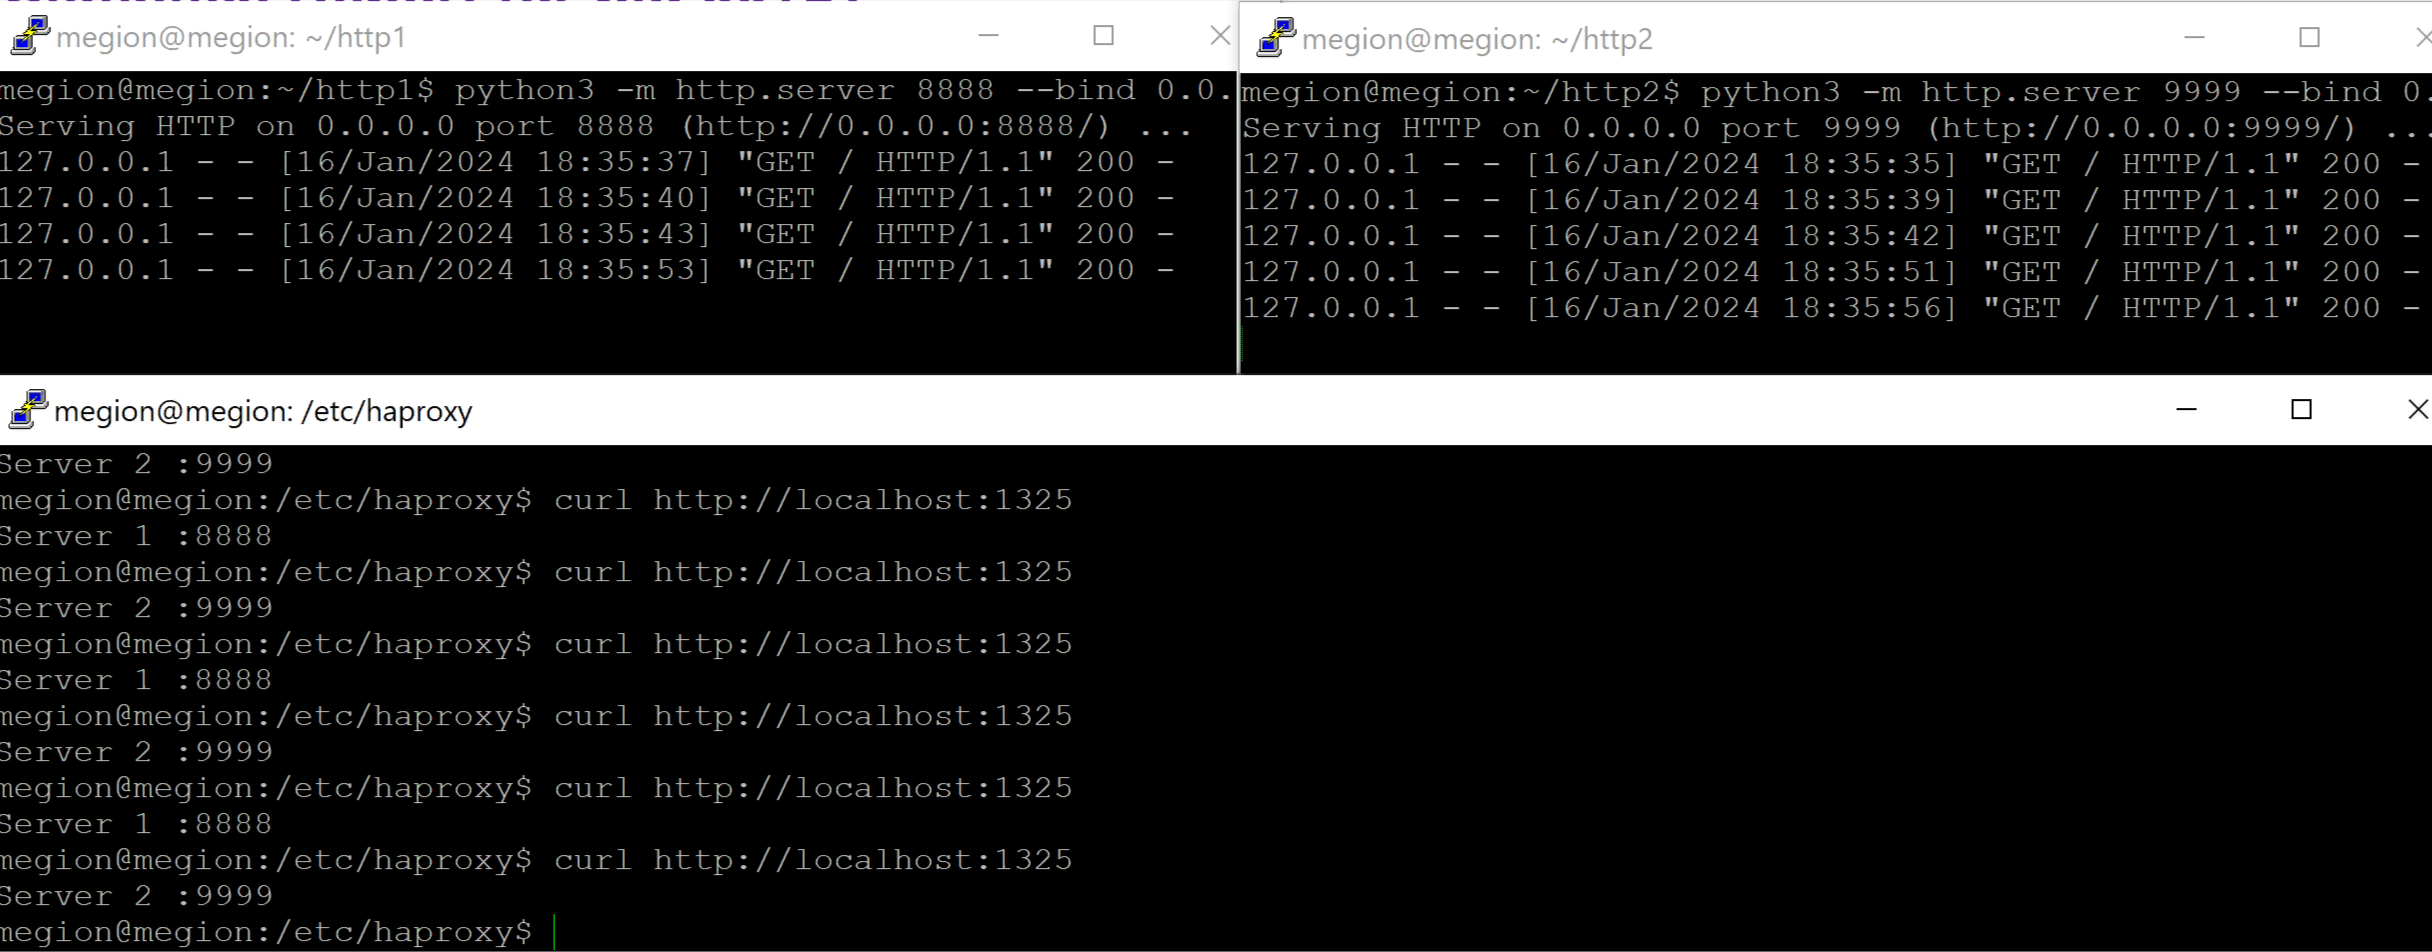 megion@megion: ~/http1
megion@megion:~/http1$ python3 -m http.server 8888 --bind 0.0.
Serving HTTP on 0.0.0.0 port 8888 (http://0.0.0.0:8888/) ...
127.0.0.1 - - [16/Jan/2024 18:35:37] "GET / HTTP/1.1" 200 -
127.0.0.1 - - [16/Jan/2024 18:35:40] "GET / HTTP/1.1" 200 -
127.0.0.1 - - [16/Jan/2024 18:35:43] "GET / HTTP/1.1" 200 -
127.0.0.1 - - [16/Jan/2024 18:35:53] "GET / HTTP/1.1" 200 -
megion@megion: ~/http2
megion@megion:~/http2$ python3 -m http.server 9999 --bind 0.
Serving HTTP on 0.0.0.0 port 9999 (http://0.0.0.0:9999/) ...
127.0.0.1 - - [16/Jan/2024 18:35:35] "GET / HTTP/1.1" 200 -
127.0.0.1 - - [16/Jan/2024 18:35:39] "GET / HTTP/1.1" 200 -
127.0.0.1 - - [16/Jan/2024 18:35:42] "GET / HTTP/1.1" 200 -
127.0.0.1 - - [16/Jan/2024 18:35:51] "GET / HTTP/1.1" 200 -
127.0.0.1 - - [16/Jan/2024 18:35:56] "GET / HTTP/1.1" 200 -
megion@megion: /etc/haproxy
Server 2 :9999
megion@megion:/etc/haproxy$ curl http://localhost:1325
Server 1 :8888
megion@megion:/etc/haproxy$ curl http://localhost:1325
Server 2 :9999
megion@megion:/etc/haproxy$ curl http://localhost:1325
Server 1 :8888
megion@megion:/etc/haproxy$ curl http://localhost:1325
Server 2 :9999
megion@megion:/etc/haproxy$ curl http://localhost:1325
Server 1 :8888
megion@megion:/etc/haproxy$ curl http://localhost:1325
Server 2 :9999
megion@megion:/etc/haproxy$